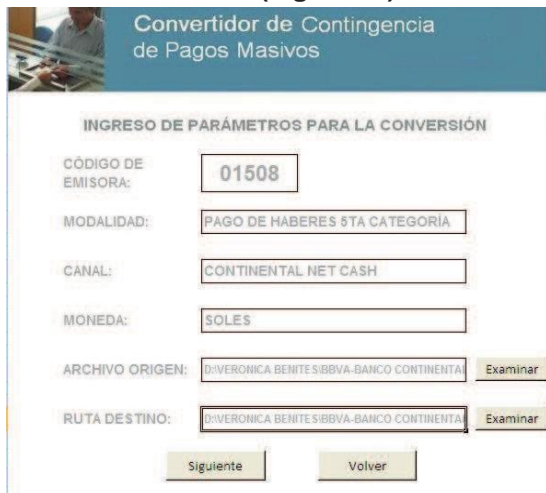 Convertidor de Contingencia
de Pagos Masivos
INGRESO DE PARÁMETROS PARA LA CONVERSIÓN
CÓDIGO DE
EMISORA:
01508
MODALIDAD: PAGO DE HABERES 5TA CATEGORÍA
CANAL: CONTINENTAL NET CASH
MONEDA: SOLES
ARCHIVO ORIGEN: D:\VERONICA BENITES\BBVA-BANCO CONTINENTAL Examinar
RUTA DESTINO: D:\VERONICA BENITES\BBVA-BANCO CONTINENTAL Examinar
Siguiente Volver